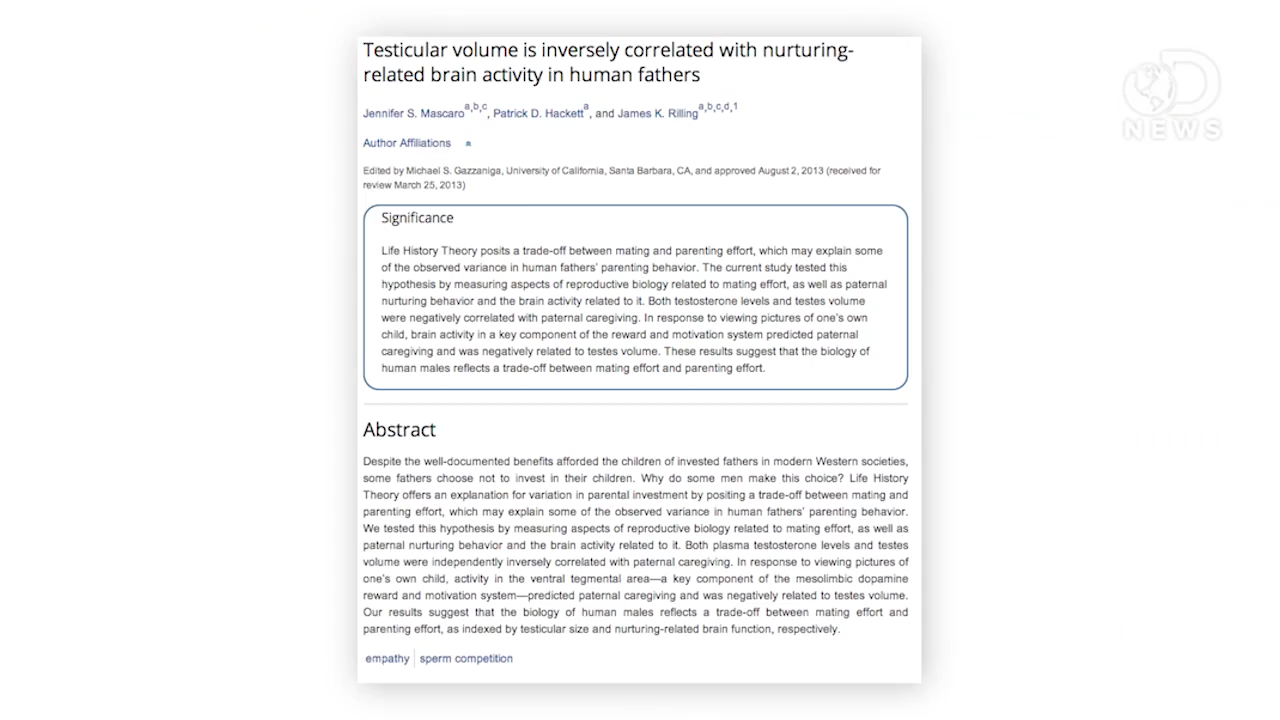 Testicular volume is inversely correlated with nurturing-
related brain activity in human fathers
Jennifer S. Mascaro a,b,c, Patrick D. Hackett a, and James K. Rilling a,b,c,d,1
Author Affiliations
Edited by Michael S. Gazzaniga, University of California, Santa Barbara, CA, and approved August 2, 2013 (received for
review March 25, 2013)
Significance
Life History Theory posits a trade-off between mating and parenting effort, which may explain some
of the observed variance in human fathers' parenting behavior. The current study tested this
hypothesis by measuring aspects of reproductive biology related to mating effort, as well as paternal
nurturing behavior and the brain activity related to it. Both testosterone levels and testes volume
were negatively correlated with paternal caregiving. In response to viewing pictures of one's own
child, brain activity in a key component of the reward and motivation system predicted paternal
caregiving and was negatively related to testes volume. These results suggest that the biology of
human males reflects a trade-off between mating effort and parenting effort.
Abstract
Despite the well-documented benefits afforded the children of invested fathers in modern Western societies,
some fathers choose not to invest in their children. Why do some men make this choice? Life History
Theory offers an explanation for variation in parental investment by positing a trade-off between mating and
parenting effort, which may explain some of the observed variance in human fathers' parenting behavior.
We tested this hypothesis by measuring aspects of reproductive biology related to mating effort, as well as
paternal nurturing behavior and the brain activity related to it. Both plasma testosterone levels and testes
volume were independently inversely correlated with paternal caregiving. In response to viewing pictures of
one's own child, activity in the ventral tegmental area—a key component of the mesolimbic dopamine
reward and motivation system—predicted paternal caregiving and was negatively related to testes volume.
Our results suggest that the biology of human males reflects a trade-off between mating effort and
parenting effort, as indexed by testicular size and nurturing-related brain function, respectively.
empathy | sperm competition
D
NEWS